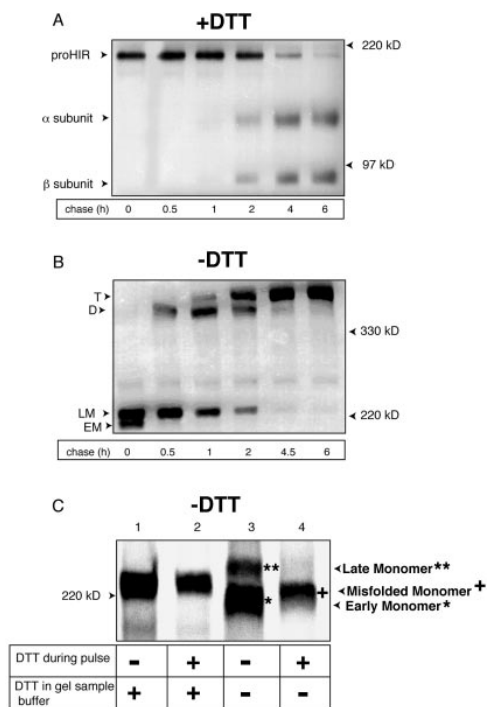 A
+DTT
220 kD
proHIR
α subunit
97 kD
β subunit
chase (h) 0 0.5 1 2 4 6
B
-DTT
T
D
330 kD
LM
220 kD
EM
chase (h) 0 0.5 1 2 4.5 6
C
-DTT
1 2 3 4
** Late Monomer**
220 kD + Misfolded Monomer +
* Early Monomer*
DTT during pulse - + - +
DTT in gel sample
buffer + + - -